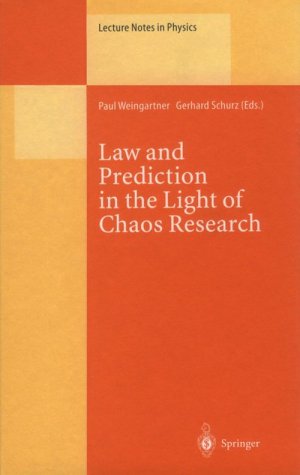 Lecture Notes in Physics
Paul Weingartner Gerhard Schurz (Eds.)
Law and
Prediction
in the Light of
Chaos Research
Springer